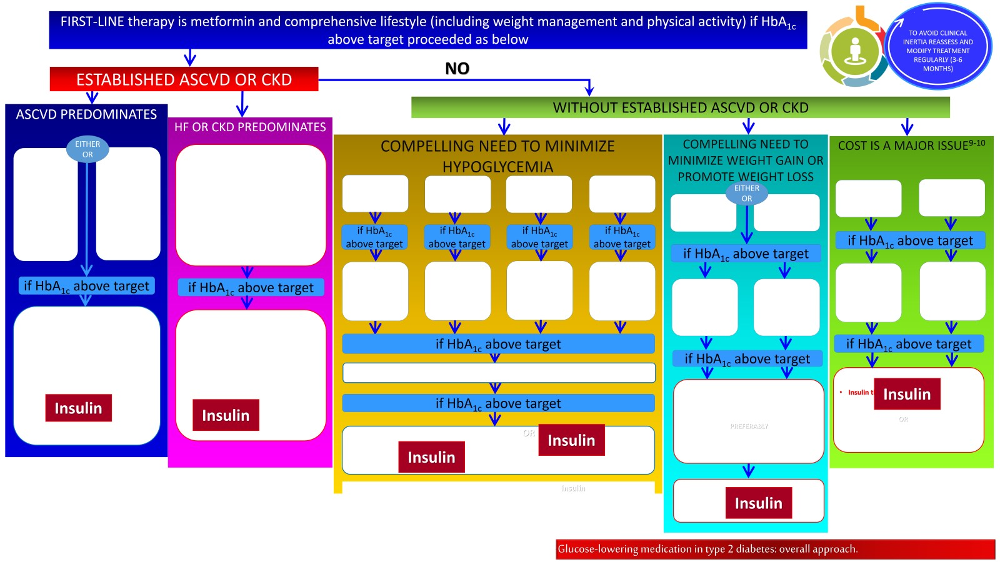 FIRST-LINE therapy is metformin and comprehensive lifestyle (including weight management and physical activity) if HbA1c
above target proceeded as below
TO AVOID CLINICAL
INERTIA REASSESS AND
MODIFY TREATMENT
REGULARLY (3-6
MONTHS)
NO
ESTABLISHED ASCVD OR CKD
WITHOUT ESTABLISHED ASCVD OR CKD
ASCVD PREDOMINATES
EITHER
OR
if HbA1c above target
Insulin
HF OR CKD PREDOMINATES
if HbA1c above target
Insulin
COMPELLING NEED TO MINIMIZE
HYPOGLYCEMIA
if HbA1c
above target
if HbA1c
above target
if HbA1c
above target
if HbA1c
above target
if HbA1c above target
if HbA1c above target
OR
Insulin
Insulin
insulin
COMPELLING NEED TO
MINIMIZE WEIGHT GAIN OR
PROMOTE WEIGHT LOSS
EITHER
OR
if HbA1c above target
if HbA1c above target
PREFERABLY
Insulin
COST IS A MAJOR ISSUE9-10
if HbA1c above target
if HbA1c above target
• Insulin
Insulin
OR
Glucose-lowering medication in type 2 diabetes: overall approach.